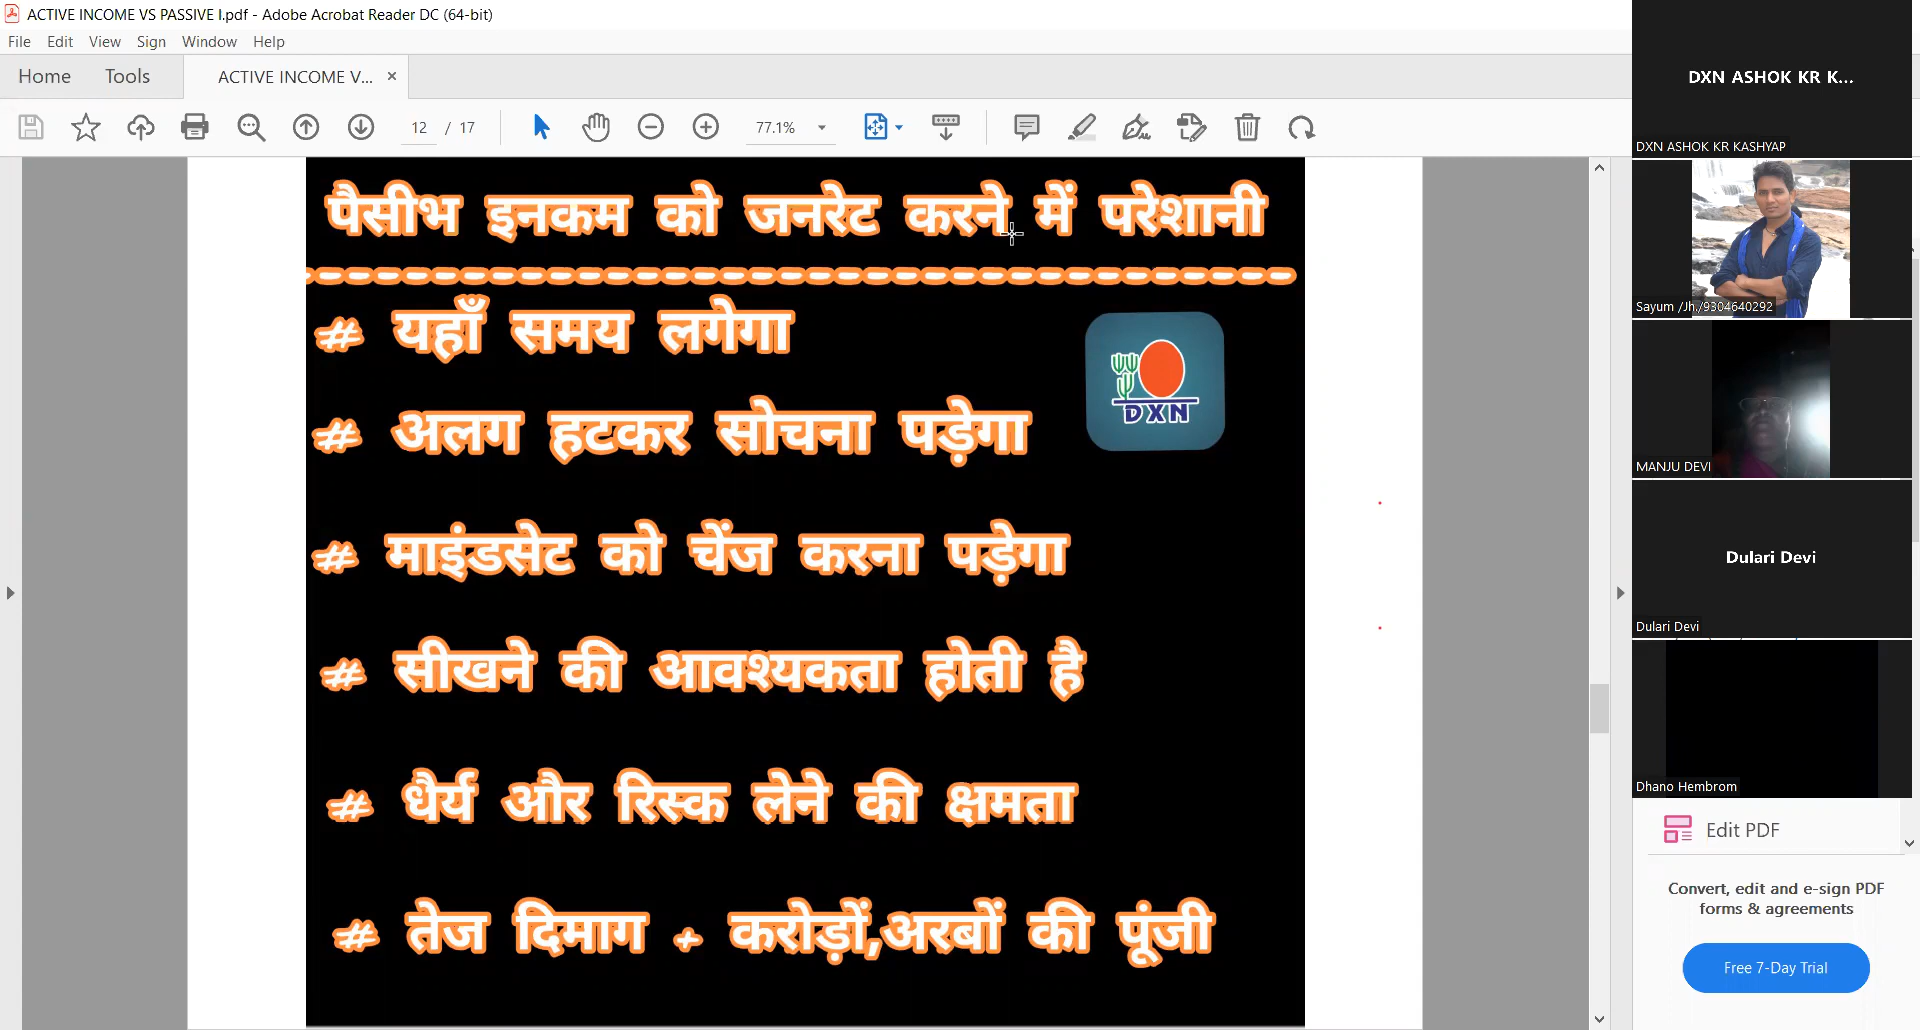 ACTIVE INCOME VS PASSIVE I.pdf - Adobe Acrobat Reader DC (64-bit)
File Edit View Sign Window Help
Home Tools ACTIVE INCOME V... ×
12 / 17 77.1%
पैसीभ इनकम को जनरेट करने में परेशानी
# यहाँ समय लगेगा
DXN
# अलग हटकर सोचना पड़ेगा
# माइंडसेट को चेंज करना पड़ेगा
# सीखने की आवश्यकता होती है
# धैर्य और रिस्क लेने की क्षमता
# तेज दिमाग + करोड़ों,अरबों की पूंजी
DXN ASHOK KR K...
DXN ASHOK KR KASHYAP
Sayum /Jh./9304640292
MANJU DEVI
Dulari Devi
Dulari Devi
Dhano Hembrom
Edit PDF
Convert, edit and e-sign PDF
forms & agreements
Free 7-Day Trial